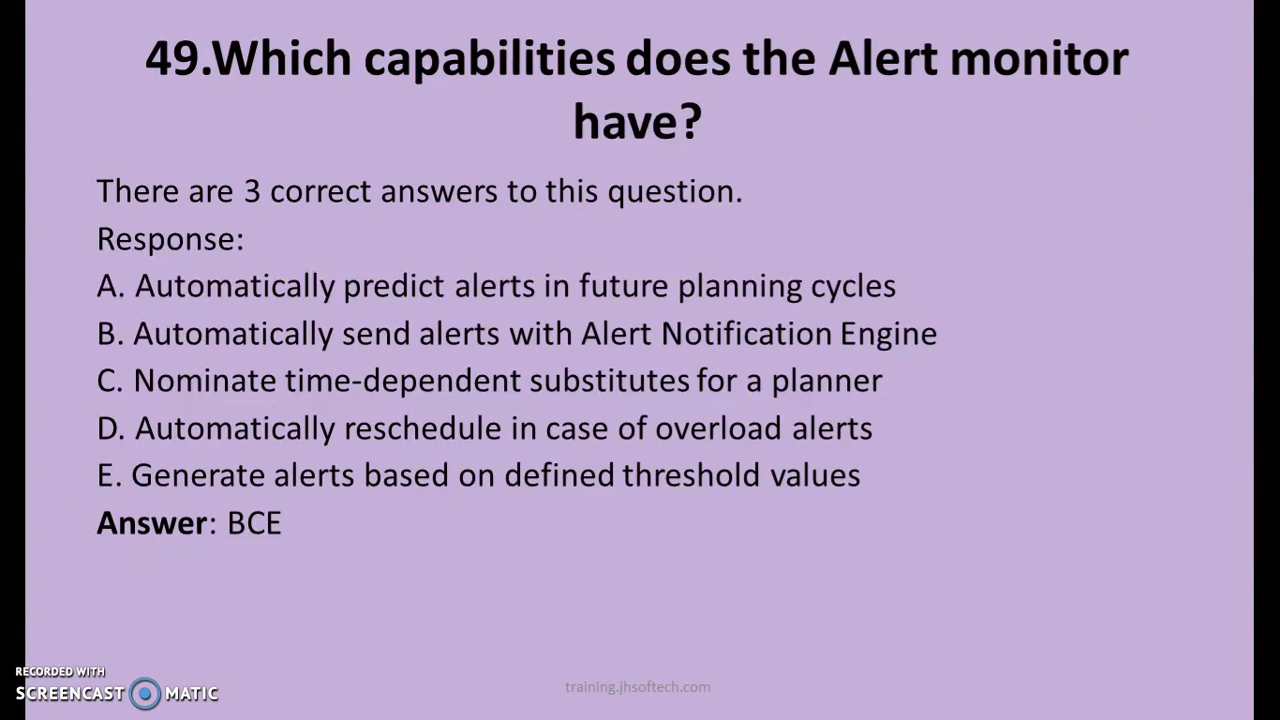 49.Which capabilities does the Alert monitor
have?
There are 3 correct answers to this question.
Response:
A. Automatically predict alerts in future planning cycles
B. Automatically send alerts with Alert Notification Engine
C. Nominate time-dependent substitutes for a planner
D. Automatically reschedule in case of overload alerts
E. Generate alerts based on defined threshold values
Answer: BCE
RECORDED WITH
SCREENCAST MATIC
training.jhsoftech.com